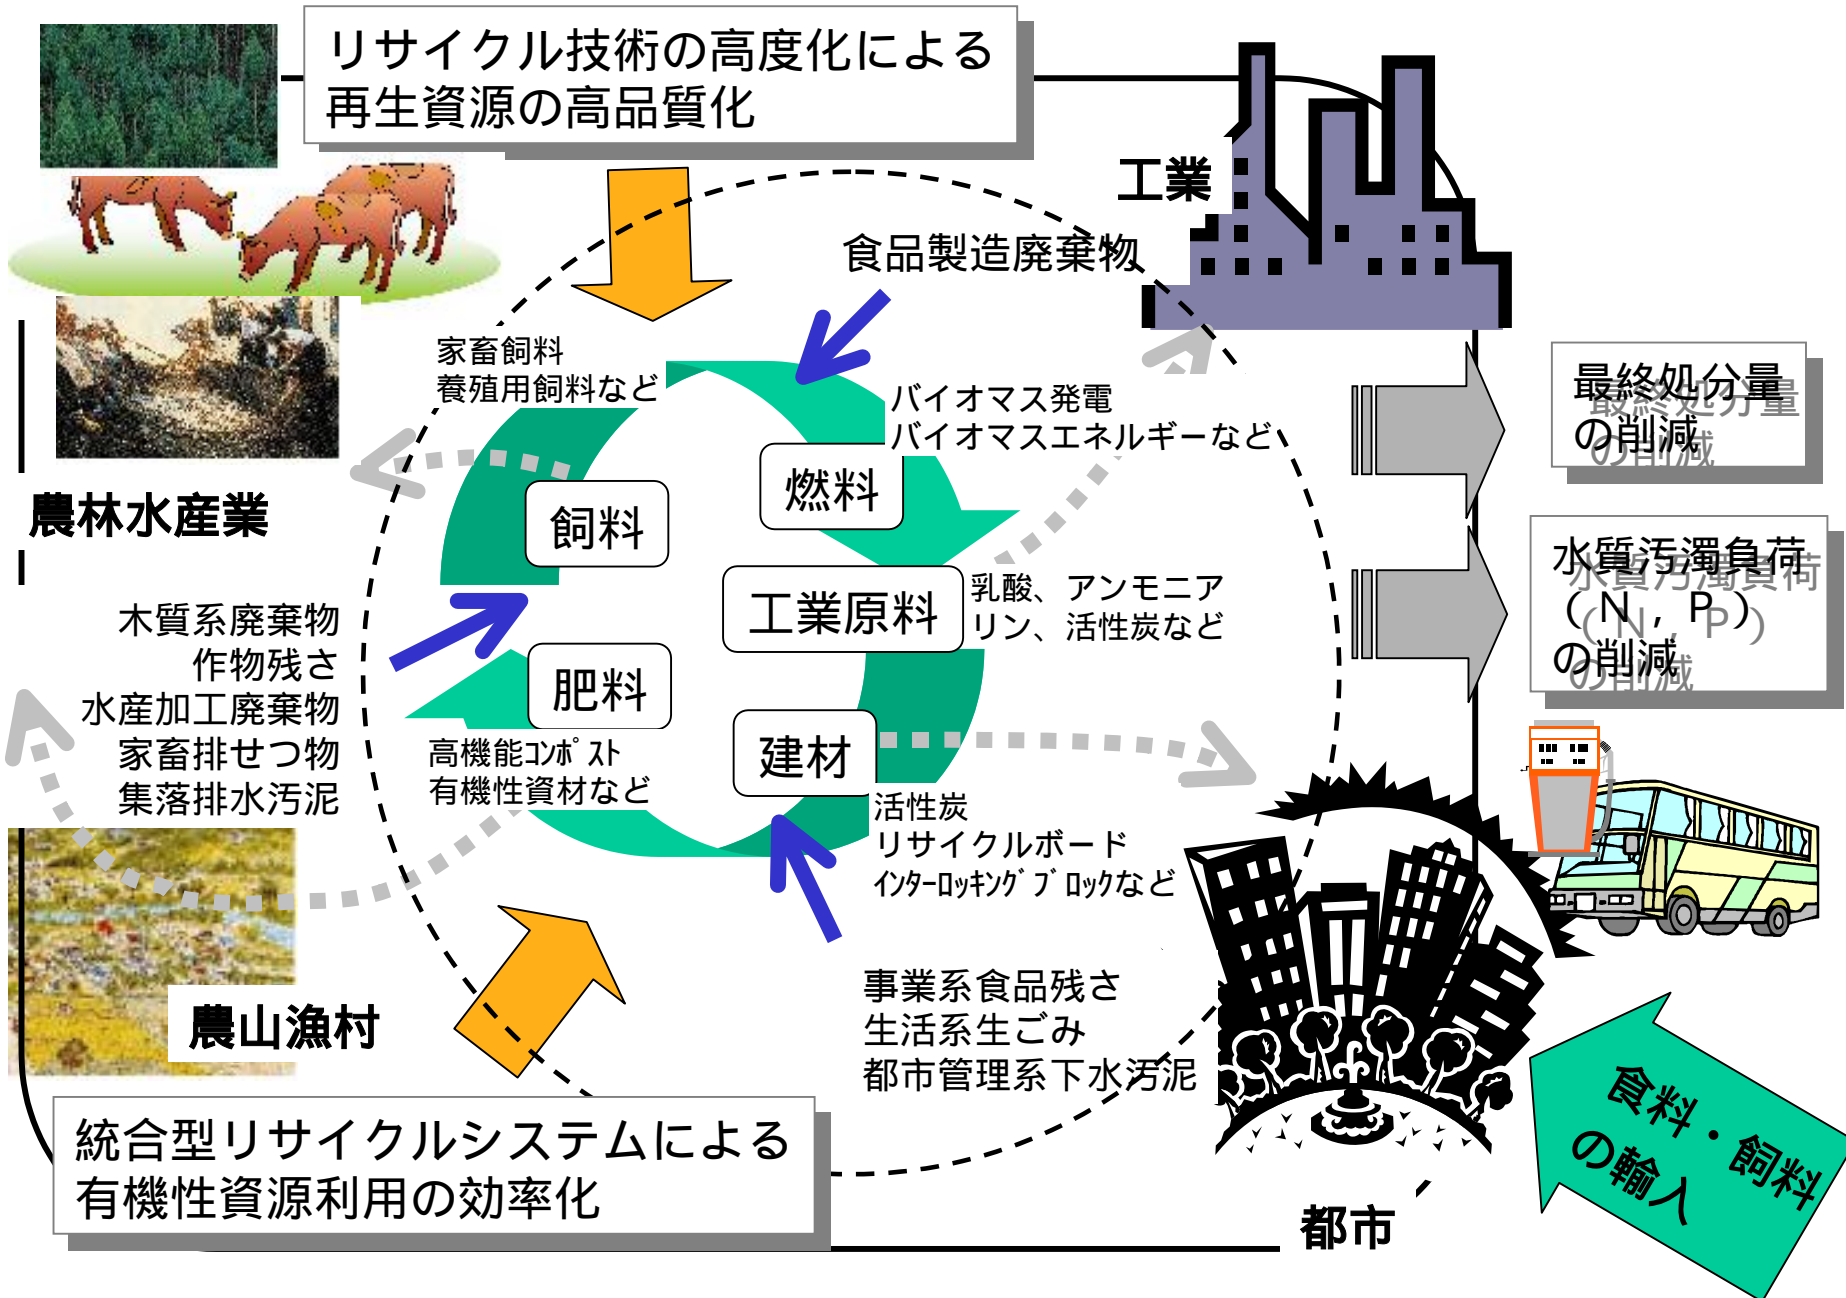 リサイクル技術の高度化による
再生資源の高品質化
工業
食品製造廃棄物
家畜飼料
養殖用飼料など
バイオマス発電
バイオマスエネルギーなど
最終処分量
の削減
燃料
飼料
農林水産業
水質汚濁負荷
(N,P)
の削減
工業原料
乳酸、アンモニア
リン、活性炭など
木質系廃棄物
作物残さ
水産加工廃棄物
家畜排せつ物
集落排水汚泥
肥料
高機能ｺﾝﾎﾟｽﾄ
有機性資材など
建材
活性炭
リサイクルボード
ｲﾝﾀｰﾛｯｷﾝｸﾞﾌﾞﾛｯｸなど
事業系食品残さ
生活系生ごみ
都市管理系下水汚泥
農山漁村
統合型リサイクルシステムによる
有機性資源利用の効率化
都市
食料・飼料
の輸入